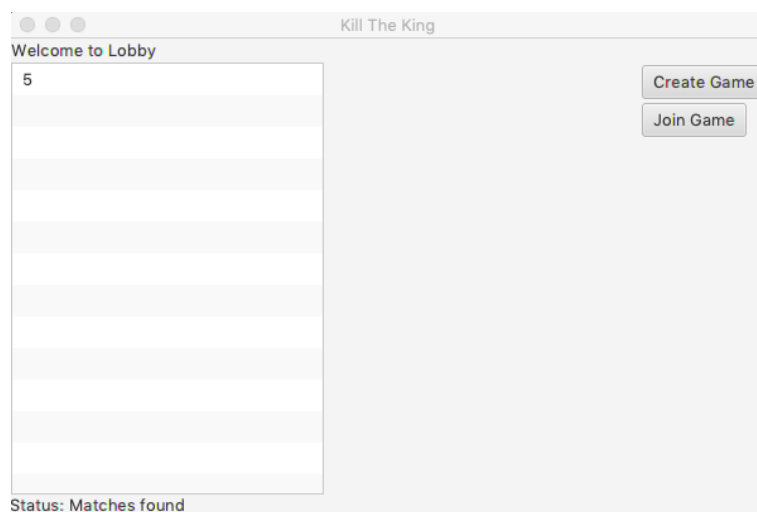 Kill The King
Welcome to Lobby
5
Create Game
Join Game
Status: Matches found